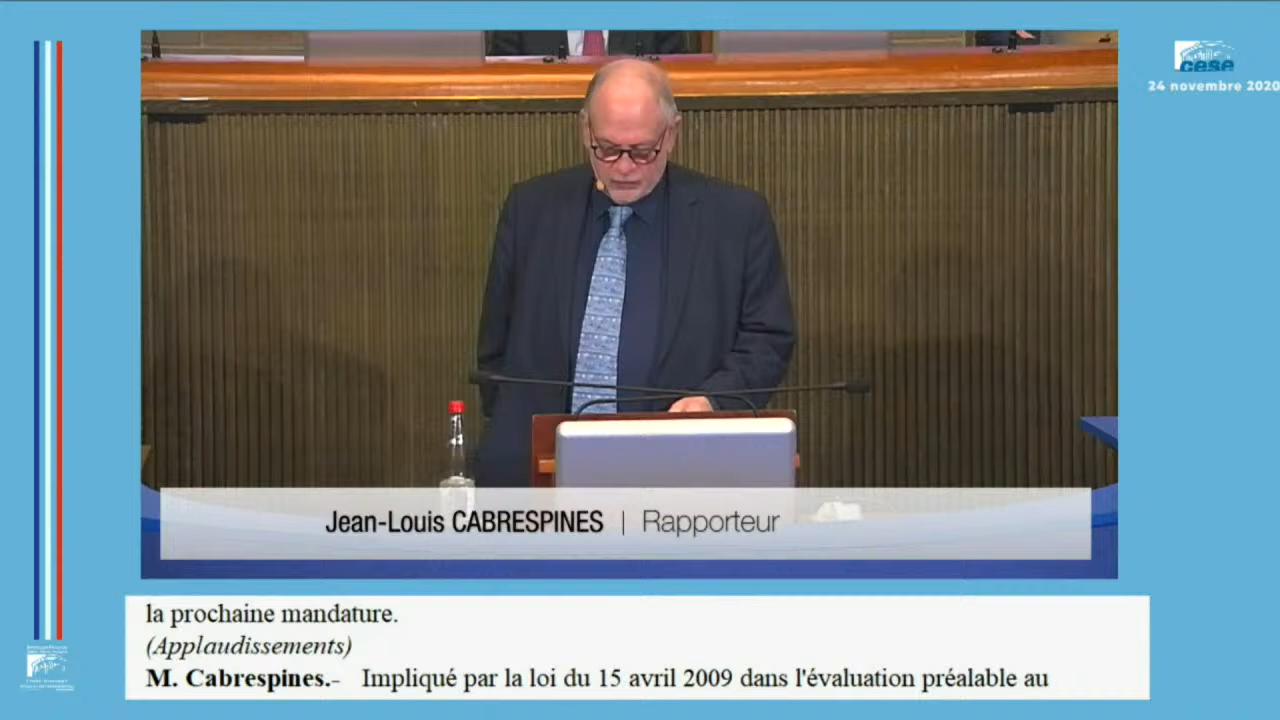 cese
24 novembre 2020
Jean-Louis CABRESPINES | Rapporteur
la prochaine mandature.
(Applaudissements)
M. Cabrespines.- Impliqué par la loi du 15 avril 2009 dans l'évaluation préalable au